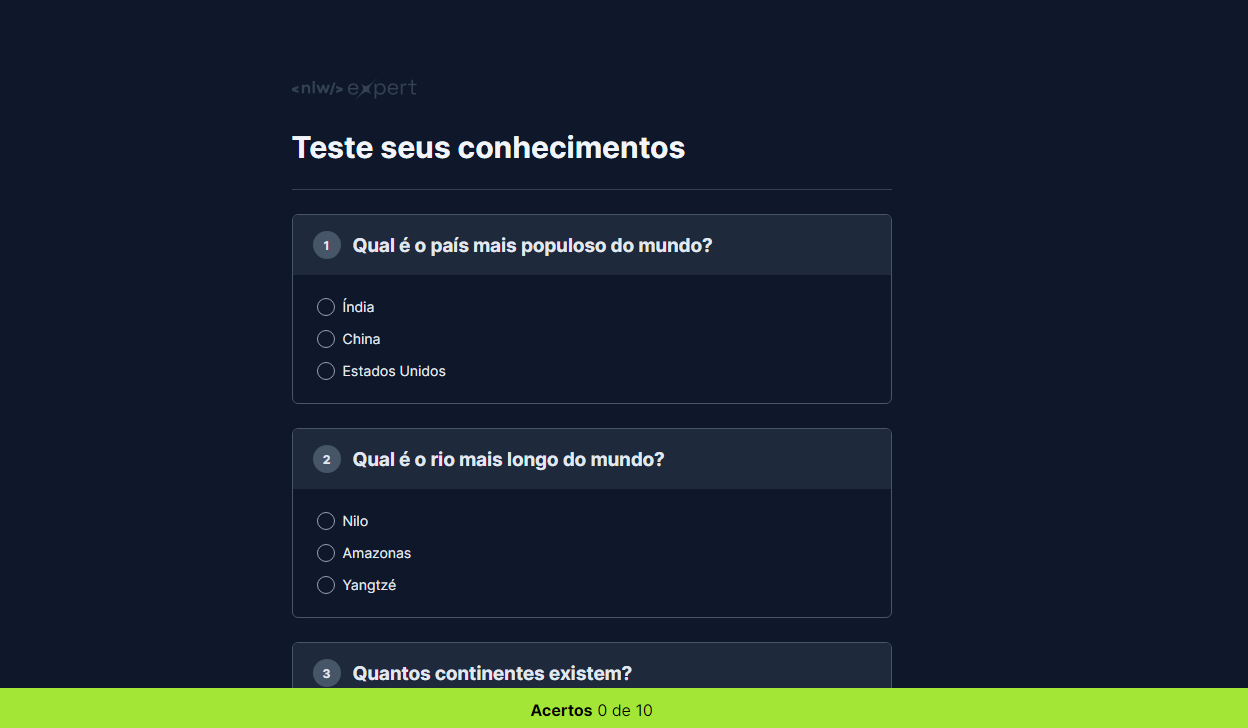 <nlw/> expert
Teste seus conhecimentos
1 Qual é o país mais populoso do mundo?
Índia
China
Estados Unidos
2 Qual é o rio mais longo do mundo?
Nilo
Amazonas
Yangtzé
3 Quantos continentes existem?
Acertos 0 de 10